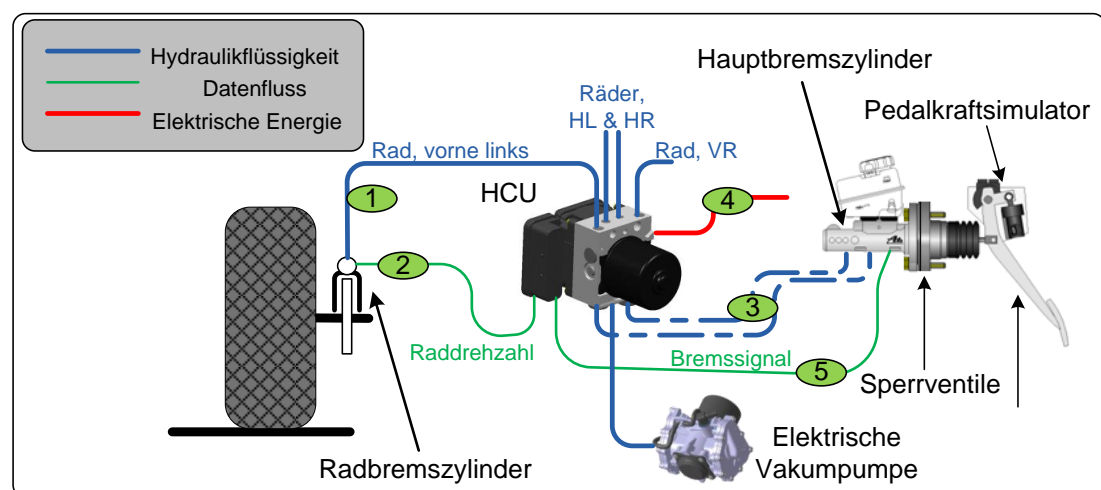 Hydraulikflüssigkeit
Datenfluss
Elektrische Energie
Hauptbremszylinder
Pedalkraftsimulator
Räder,
HL & HR
Rad, vorne links
Rad, VR
HCU
1
2
3
4
5
Raddrehzahl
Bremssignal
Sperrventile
Radbremszylinder
Elektrische
Vakumpumpe